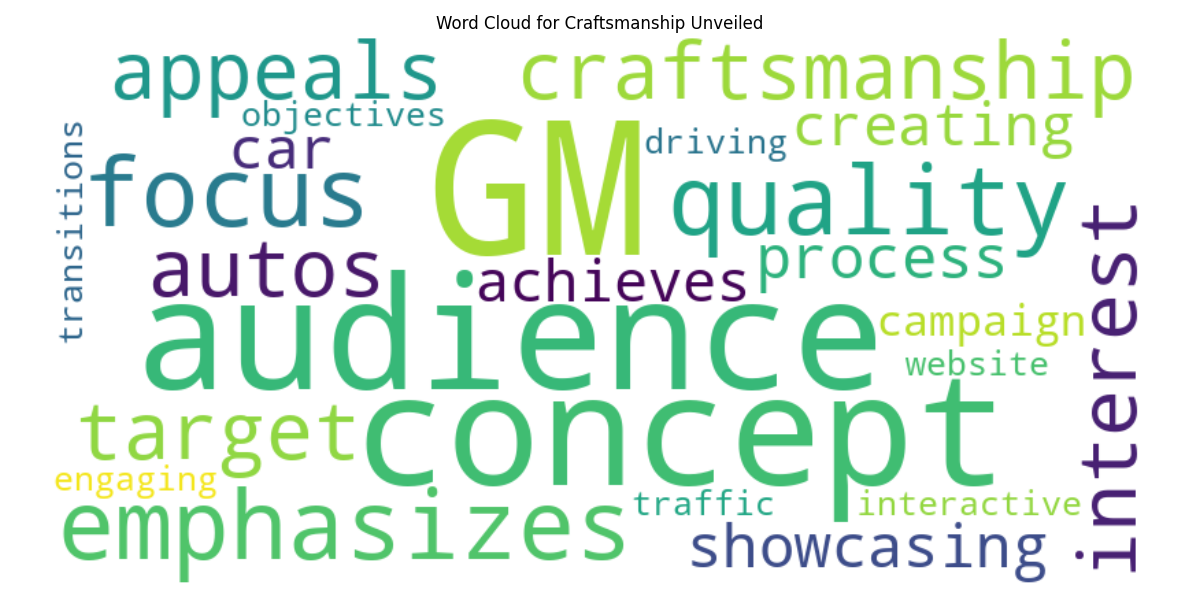 Word Cloud for Craftsmanship Unveiled
appeals
craftsmanship
objectives
creating
car
GM
driving
transitions
focus
quality
autos
achieves
process
interest
audience
campaign
website
target
concept
engaging
emphasizes
traffic
interactive
showcasing